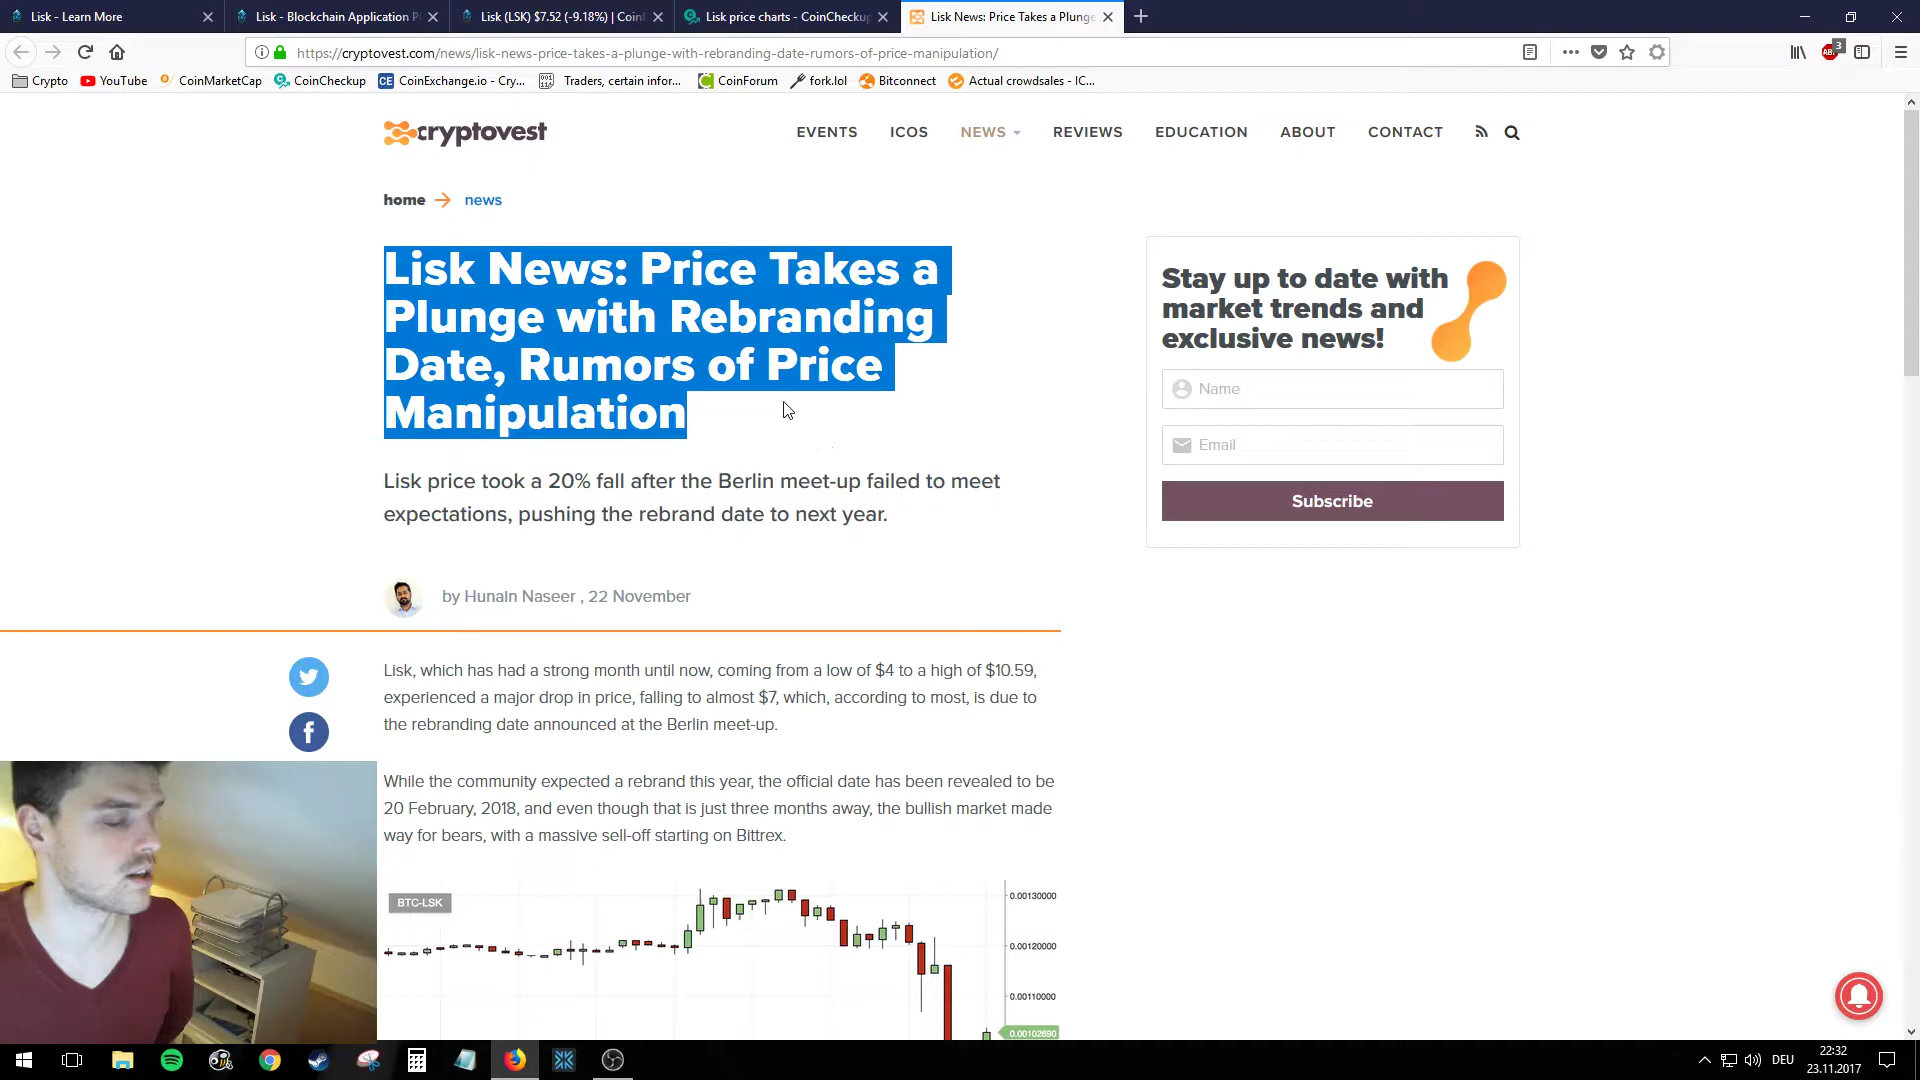 Lisk - Learn More
Lisk - Blockchain Application P
Lisk (LSK) $7.52 (-9.18%) | Coin
Lisk price charts - CoinCheckup
Lisk News: Price Takes a Plunge
https://cryptovest.com/news/lisk-news-price-takes-a-plunge-with-rebranding-date-rumors-of-price-manipulation/
3
Crypto
YouTube
CoinMarketCap
CoinCheckup
CoinExchange.io - Cry...
Traders, certain infor...
CoinForum
fork.lol
Bitconnect
Actual crowdsales - IC...
cryptovest
EVENTS
ICOS
NEWS
REVIEWS
EDUCATION
ABOUT
CONTACT
home
news
Lisk News: Price Takes a
Plunge with Rebranding
Date, Rumors of Price
Manipulation
Lisk price took a 20% fall after the Berlin meet-up failed to meet
expectations, pushing the rebrand date to next year.
by Hunain Naseer , 22 November
Stay up to date with
market trends and
exclusive news!
Name
Email
Subscribe
Lisk, which has had a strong month until now, coming from a low of $4 to a high of $10.59,
experienced a major drop in price, falling to almost $7, which, according to most, is due to
the rebranding date announced at the Berlin meet-up.
While the community expected a rebrand this year, the official date has been revealed to be
20 February, 2018, and even though that is just three months away, the bullish market made
way for bears, with a massive sell-off starting on Bittrex.
BTC-LSK
0.00130000
0.00120000
0.00110000
0.00102690
DEU
22:32
23.11.2017